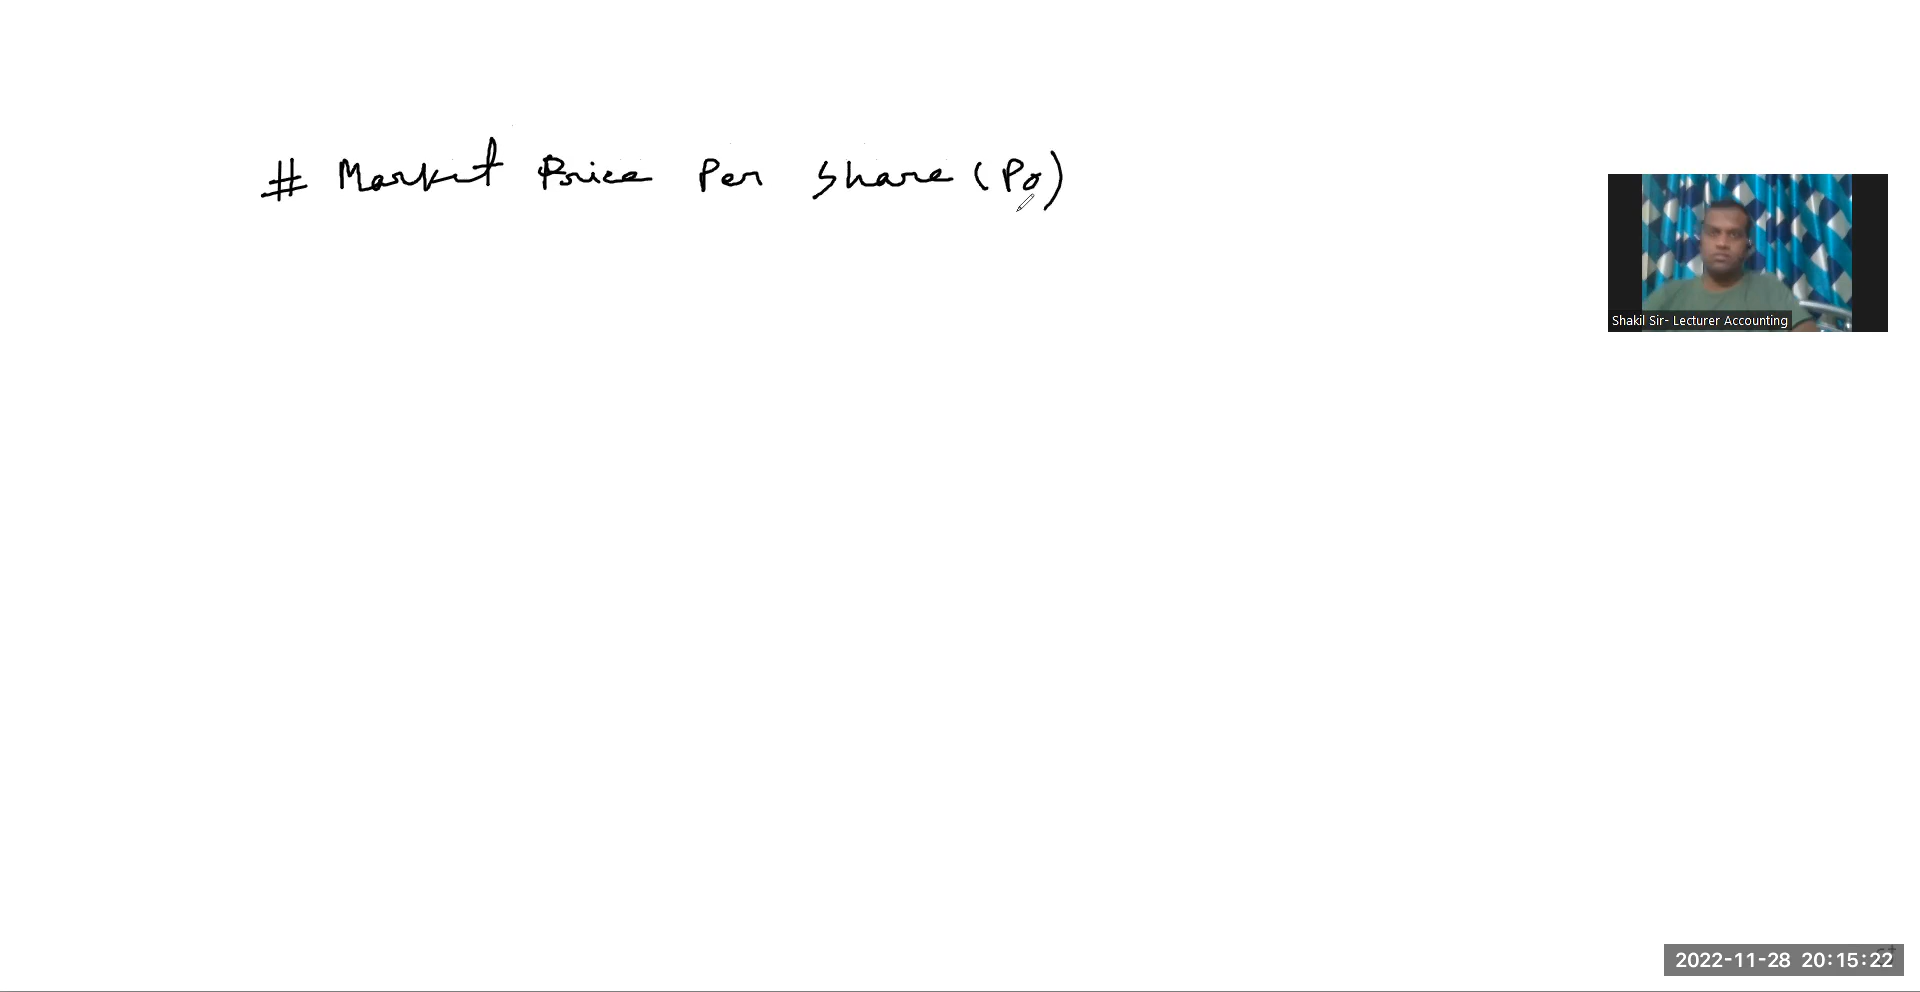 # Market Price Per Share (Po)
Shakil Sir- Lecturer Accounting
2022-11-28 20:15:22